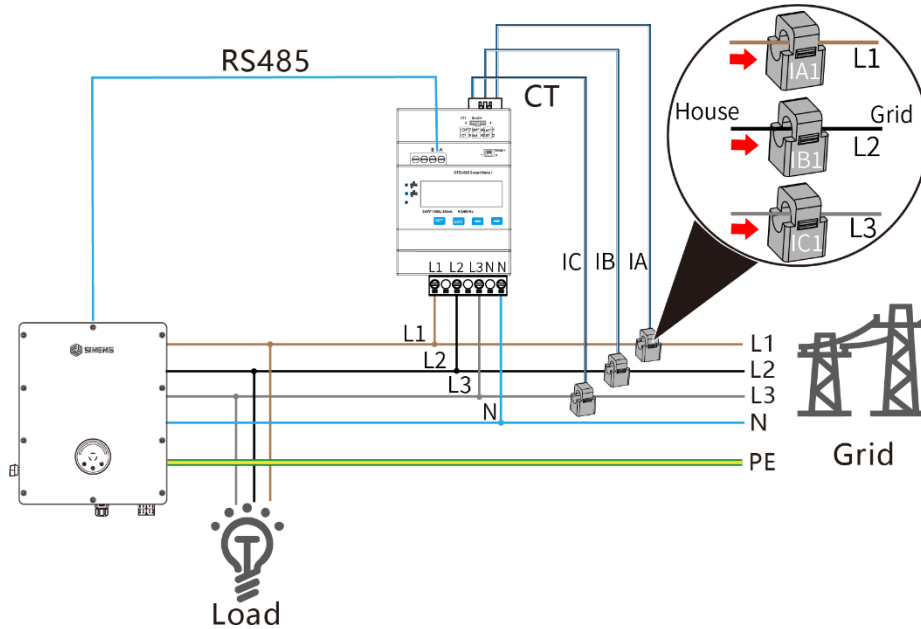 RS485
CT
IA1
L1
House
Grid
IB1
L2
IC1
L3
IC
IB
IA
L1 L2 L3 N N
L1
L2
L3
N
L1
L2
L3
N
PE
Grid
Load